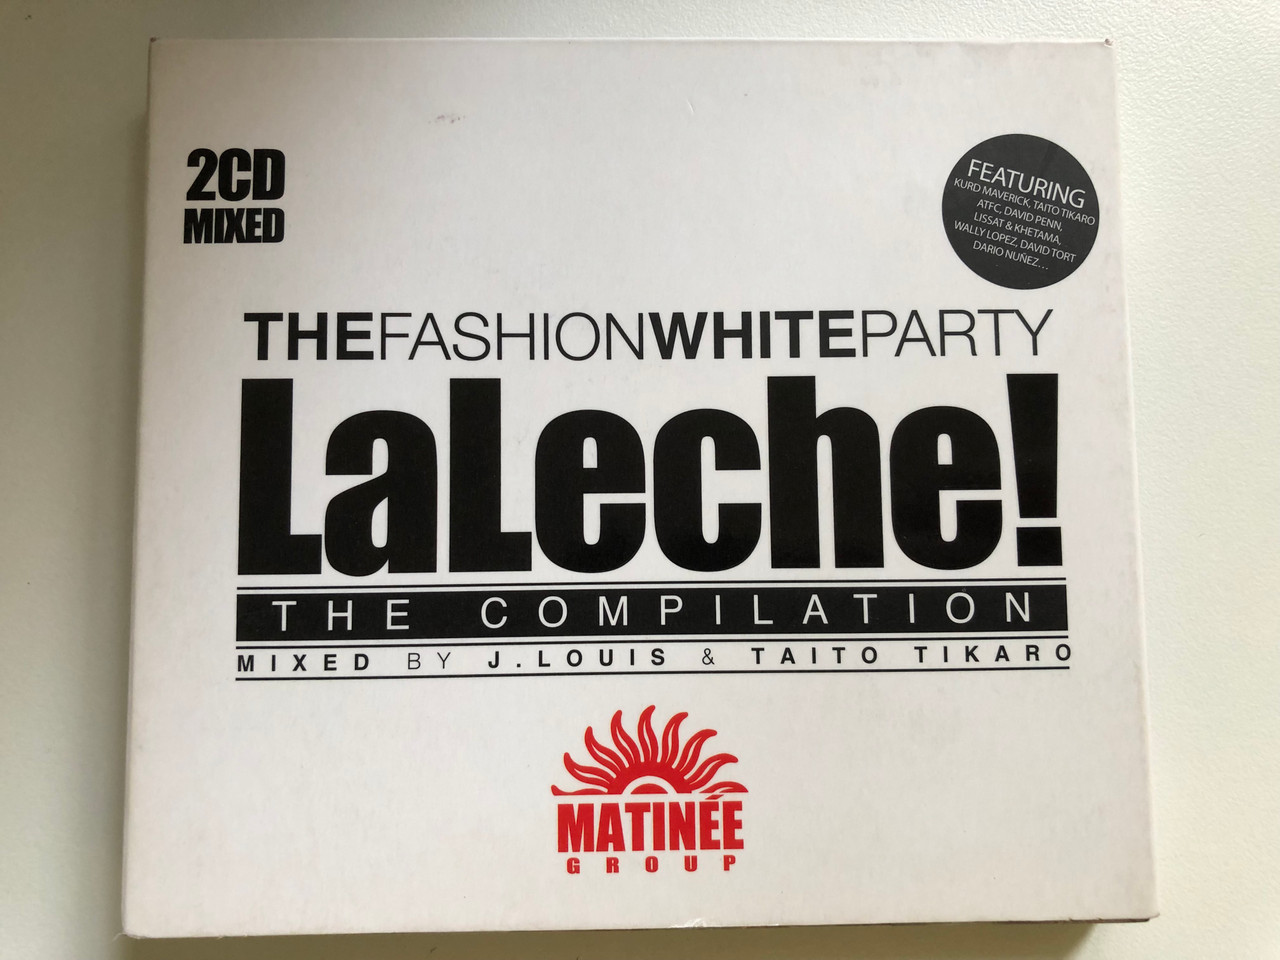 2CD
MIXED
FEATURING
KURD MAVERICK, TAITO TIKARO
ATFC, DAVID PENN,
LISSAT & KHETAMA,
WALLY LOPEZ, DAVID TORT
DARIO NUÑEZ...
THEFASHIONWHITEPARTY
LaLeche!
THE COMPILATION
MIXED BY J.LOUIS & TAITO TIKARO
MATINÉE
GROUP